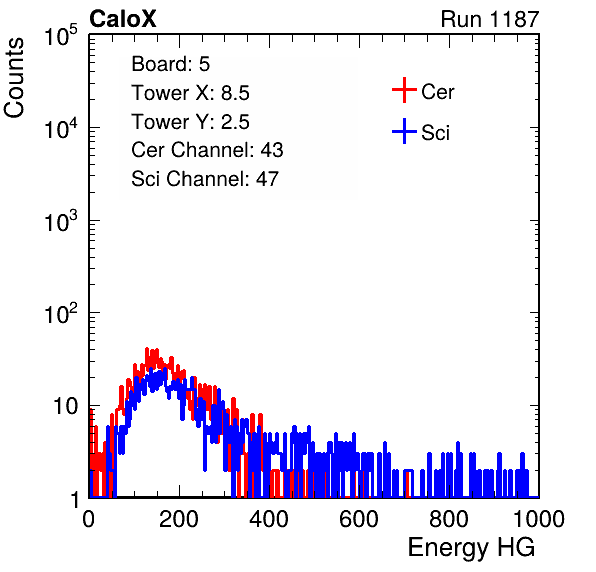 CaloX Run 1187
Counts
Board: 5
Tower X: 8.5
Tower Y: 2.5
Cer Channel: 43
Sci Channel: 47
Cer
Sci
10^5
10^4
10^3
10^2
10
1
0 200 400 600 800 1000
Energy HG